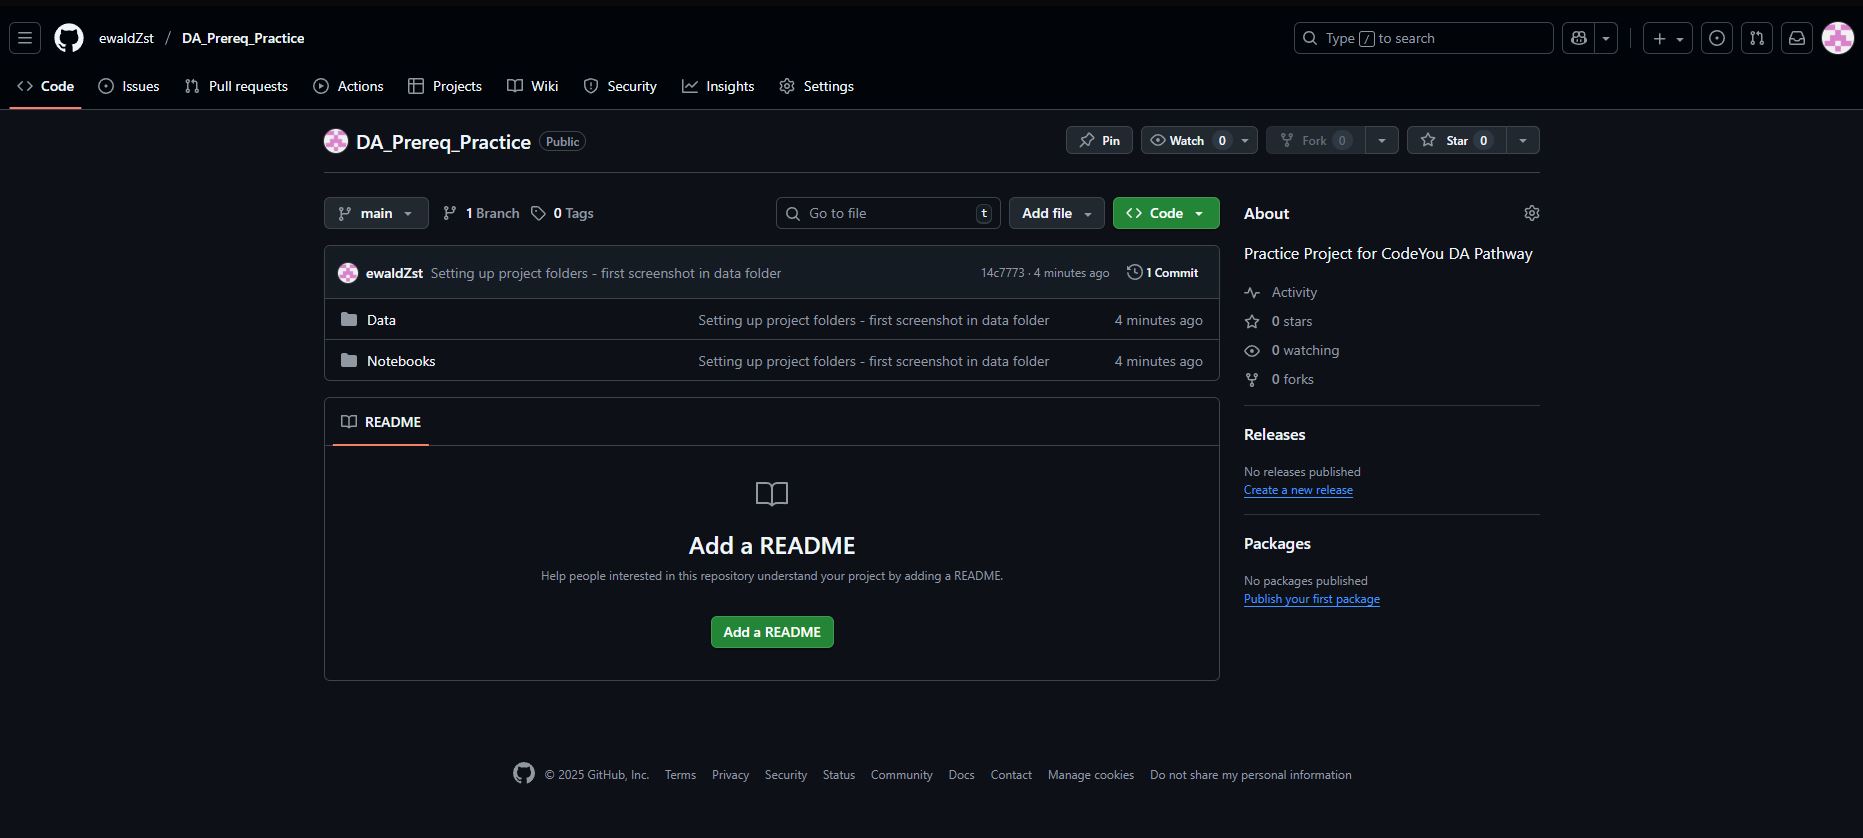 ewaldZst / DA_Prereq_Practice
Type / to search
Code Issues Pull requests Actions Projects Wiki Security Insights Settings
DA_Prereq_Practice Public
Pin Watch 0 Fork 0 Star 0
main 1 Branch 0 Tags
Go to file t
Add file Code
ewaldZst Setting up project folders - first screenshot in data folder
14c7773 · 4 minutes ago 1 Commit
Data Setting up project folders - first screenshot in data folder 4 minutes ago
Notebooks Setting up project folders - first screenshot in data folder 4 minutes ago
README
Add a README
Help people interested in this repository understand your project by adding a README.
Add a README
About
Practice Project for CodeYou DA Pathway
Activity
0 stars
0 watching
0 forks
Releases
No releases published
Create a new release
Packages
No packages published
Publish your first package
© 2025 GitHub, Inc. Terms Privacy Security Status Community Docs Contact Manage cookies Do not share my personal information